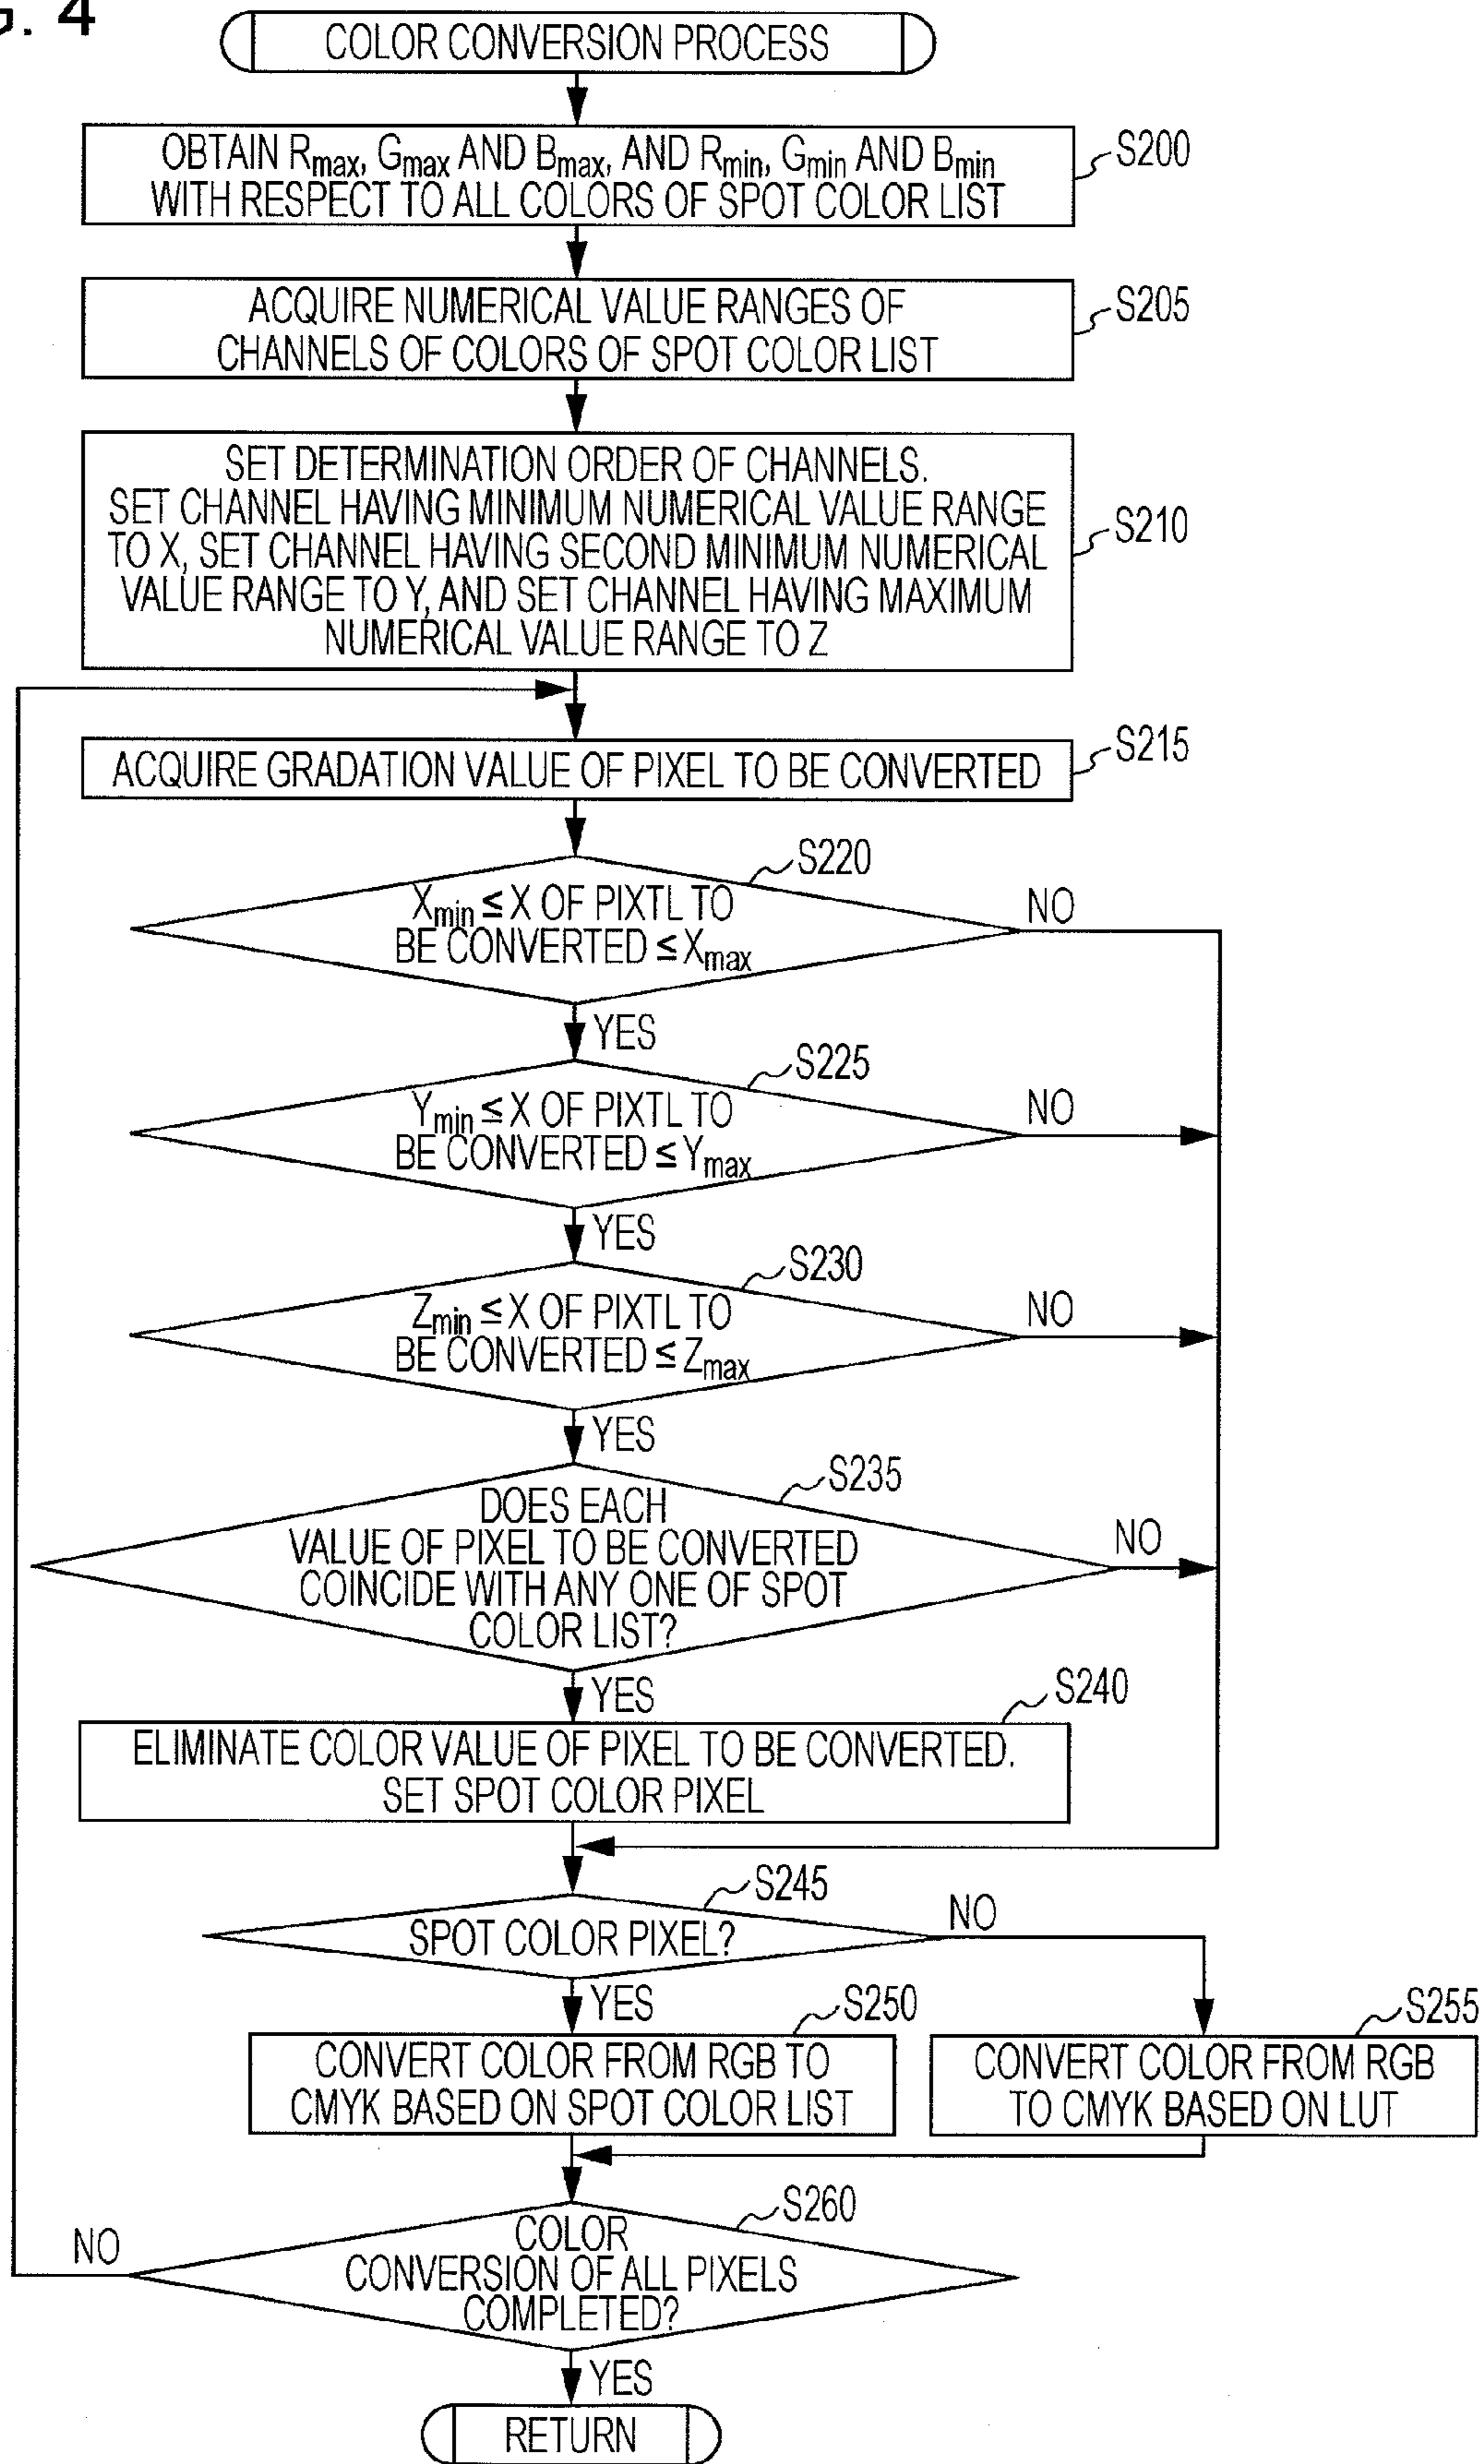 G. 4
COLOR CONVERSION PROCESS
OBTAIN Rmax, Gmax AND Bmax, AND Rmin, Gmin AND Bmin
WITH RESPECT TO ALL COLORS OF SPOT COLOR LIST
S200
ACQUIRE NUMERICAL VALUE RANGES OF
CHANNELS OF COLORS OF SPOT COLOR LIST
S205
SET DETERMINATION ORDER OF CHANNELS.
SET CHANNEL HAVING MINIMUM NUMERICAL VALUE RANGE
TO X, SET CHANNEL HAVING SECOND MINIMUM NUMERICAL
VALUE RANGE TO Y, AND SET CHANNEL HAVING MAXIMUM
NUMERICAL VALUE RANGE TO Z
S210
ACQUIRE GRADATION VALUE OF PIXEL TO BE CONVERTED
S215
S220
Xmin ≤ X OF PIXTL TO
BE CONVERTED ≤ Xmax
NO
YES
S225
Ymin ≤ X OF PIXTL TO
BE CONVERTED ≤ Ymax
NO
YES
S230
Zmin ≤ X OF PIXTL TO
BE CONVERTED ≤ Zmax
NO
YES
S235
DOES EACH
VALUE OF PIXEL TO BE CONVERTED
COINCIDE WITH ANY ONE OF SPOT
COLOR LIST?
NO
YES
S240
ELIMINATE COLOR VALUE OF PIXEL TO BE CONVERTED.
SET SPOT COLOR PIXEL
S245
SPOT COLOR PIXEL?
NO
YES
S250
CONVERT COLOR FROM RGB TO
CMYK BASED ON SPOT COLOR LIST
S255
CONVERT COLOR FROM RGB
TO CMYK BASED ON LUT
S260
COLOR
CONVERSION OF ALL PIXELS
COMPLETED?
NO
YES
RETURN